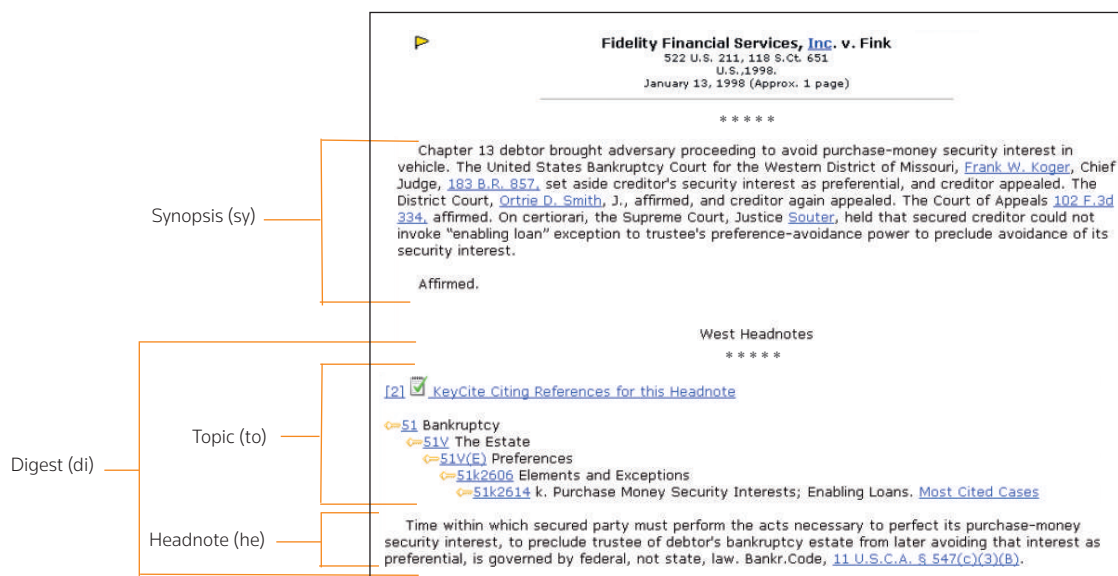 Fidelity Financial Services, Inc. v. Fink
522 U.S. 211, 118 S.Ct. 651
U.S.,1998.
January 13, 1998 (Approx. 1 page)
* * * * *
Synopsis (sy)
Chapter 13 debtor brought adversary proceeding to avoid purchase-money security interest in
vehicle. The United States Bankruptcy Court for the Western District of Missouri, Frank W. Koger, Chief
Judge, 183 B.R. 857, set aside creditor's security interest as preferential, and creditor appealed. The
District Court, Ortrie D. Smith, J., affirmed, and creditor again appealed. The Court of Appeals 102 F.3d
334, affirmed. On certiorari, the Supreme Court, Justice Souter, held that secured creditor could not
invoke “enabling loan” exception to trustee's preference-avoidance power to preclude avoidance of its
security interest.
Affirmed.
West Headnotes
* * * * *
Digest (di)
Topic (to)
[2] KeyCite Citing References for this Headnote
51 Bankruptcy
51V The Estate
51V(E) Preferences
51k2606 Elements and Exceptions
51k2614 k. Purchase Money Security Interests; Enabling Loans. Most Cited Cases
Headnote (he)
Time within which secured party must perform the acts necessary to perfect its purchase-money
security interest, to preclude trustee of debtor's bankruptcy estate from later avoiding that interest as
preferential, is governed by federal, not state, law. Bankr.Code, 11 U.S.C.A. § 547(c)(3)(B).